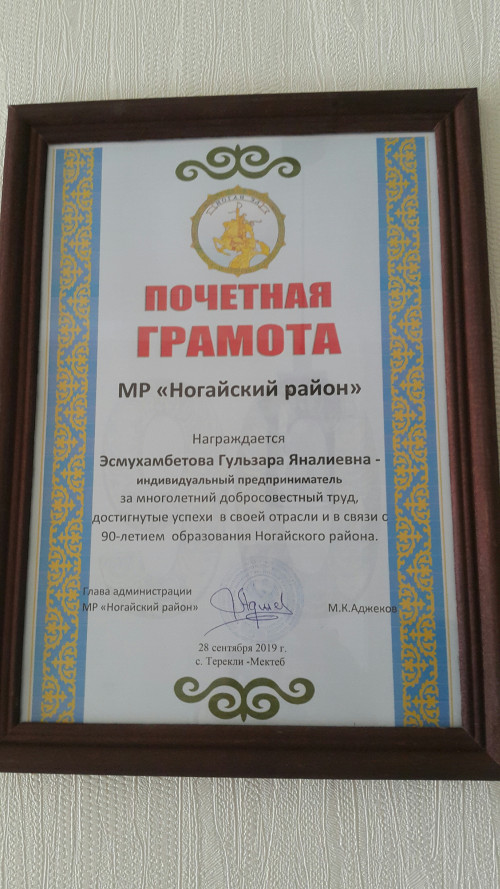 ПОЧЕТНАЯ
ГРАМОТА
МР «Ногайский район»
Награждается
Эсмухамбетова Гульзара Яналиевна -
индивидуальный предприниматель
за многолетний добросовестный труд,
достигнутые успехи в своей отрасли и в связи с
90-летием образования Ногайского района.
Глава администрации
МР «Ногайский район»
М.К.Аджеков
28 сентября 2019 г.
с. Терекли -Мектеб